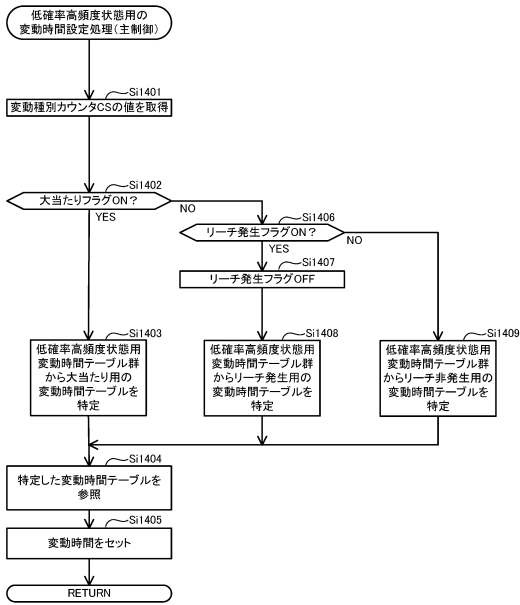 低確率高頻度状態用の
変動時間設定処理（主制御）
Si1401
変動種別カウンタCSの値を取得
Si1402
大当たりフラグON？
NO
YES
Si1406
リーチ発生フラグON？
NO
YES
Si1407
リーチ発生フラグOFF
Si1403
低確率高頻度状態用
変動時間テーブル群
から大当たり用の
変動時間テーブルを
特定
Si1408
低確率高頻度状態用
変動時間テーブル群
からリーチ発生用の
変動時間テーブルを
特定
Si1409
低確率高頻度状態用
変動時間テーブル群
からリーチ非発生用の
変動時間テーブルを
特定
Si1404
特定した変動時間テーブルを
参照
Si1405
変動時間をセット
RETURN